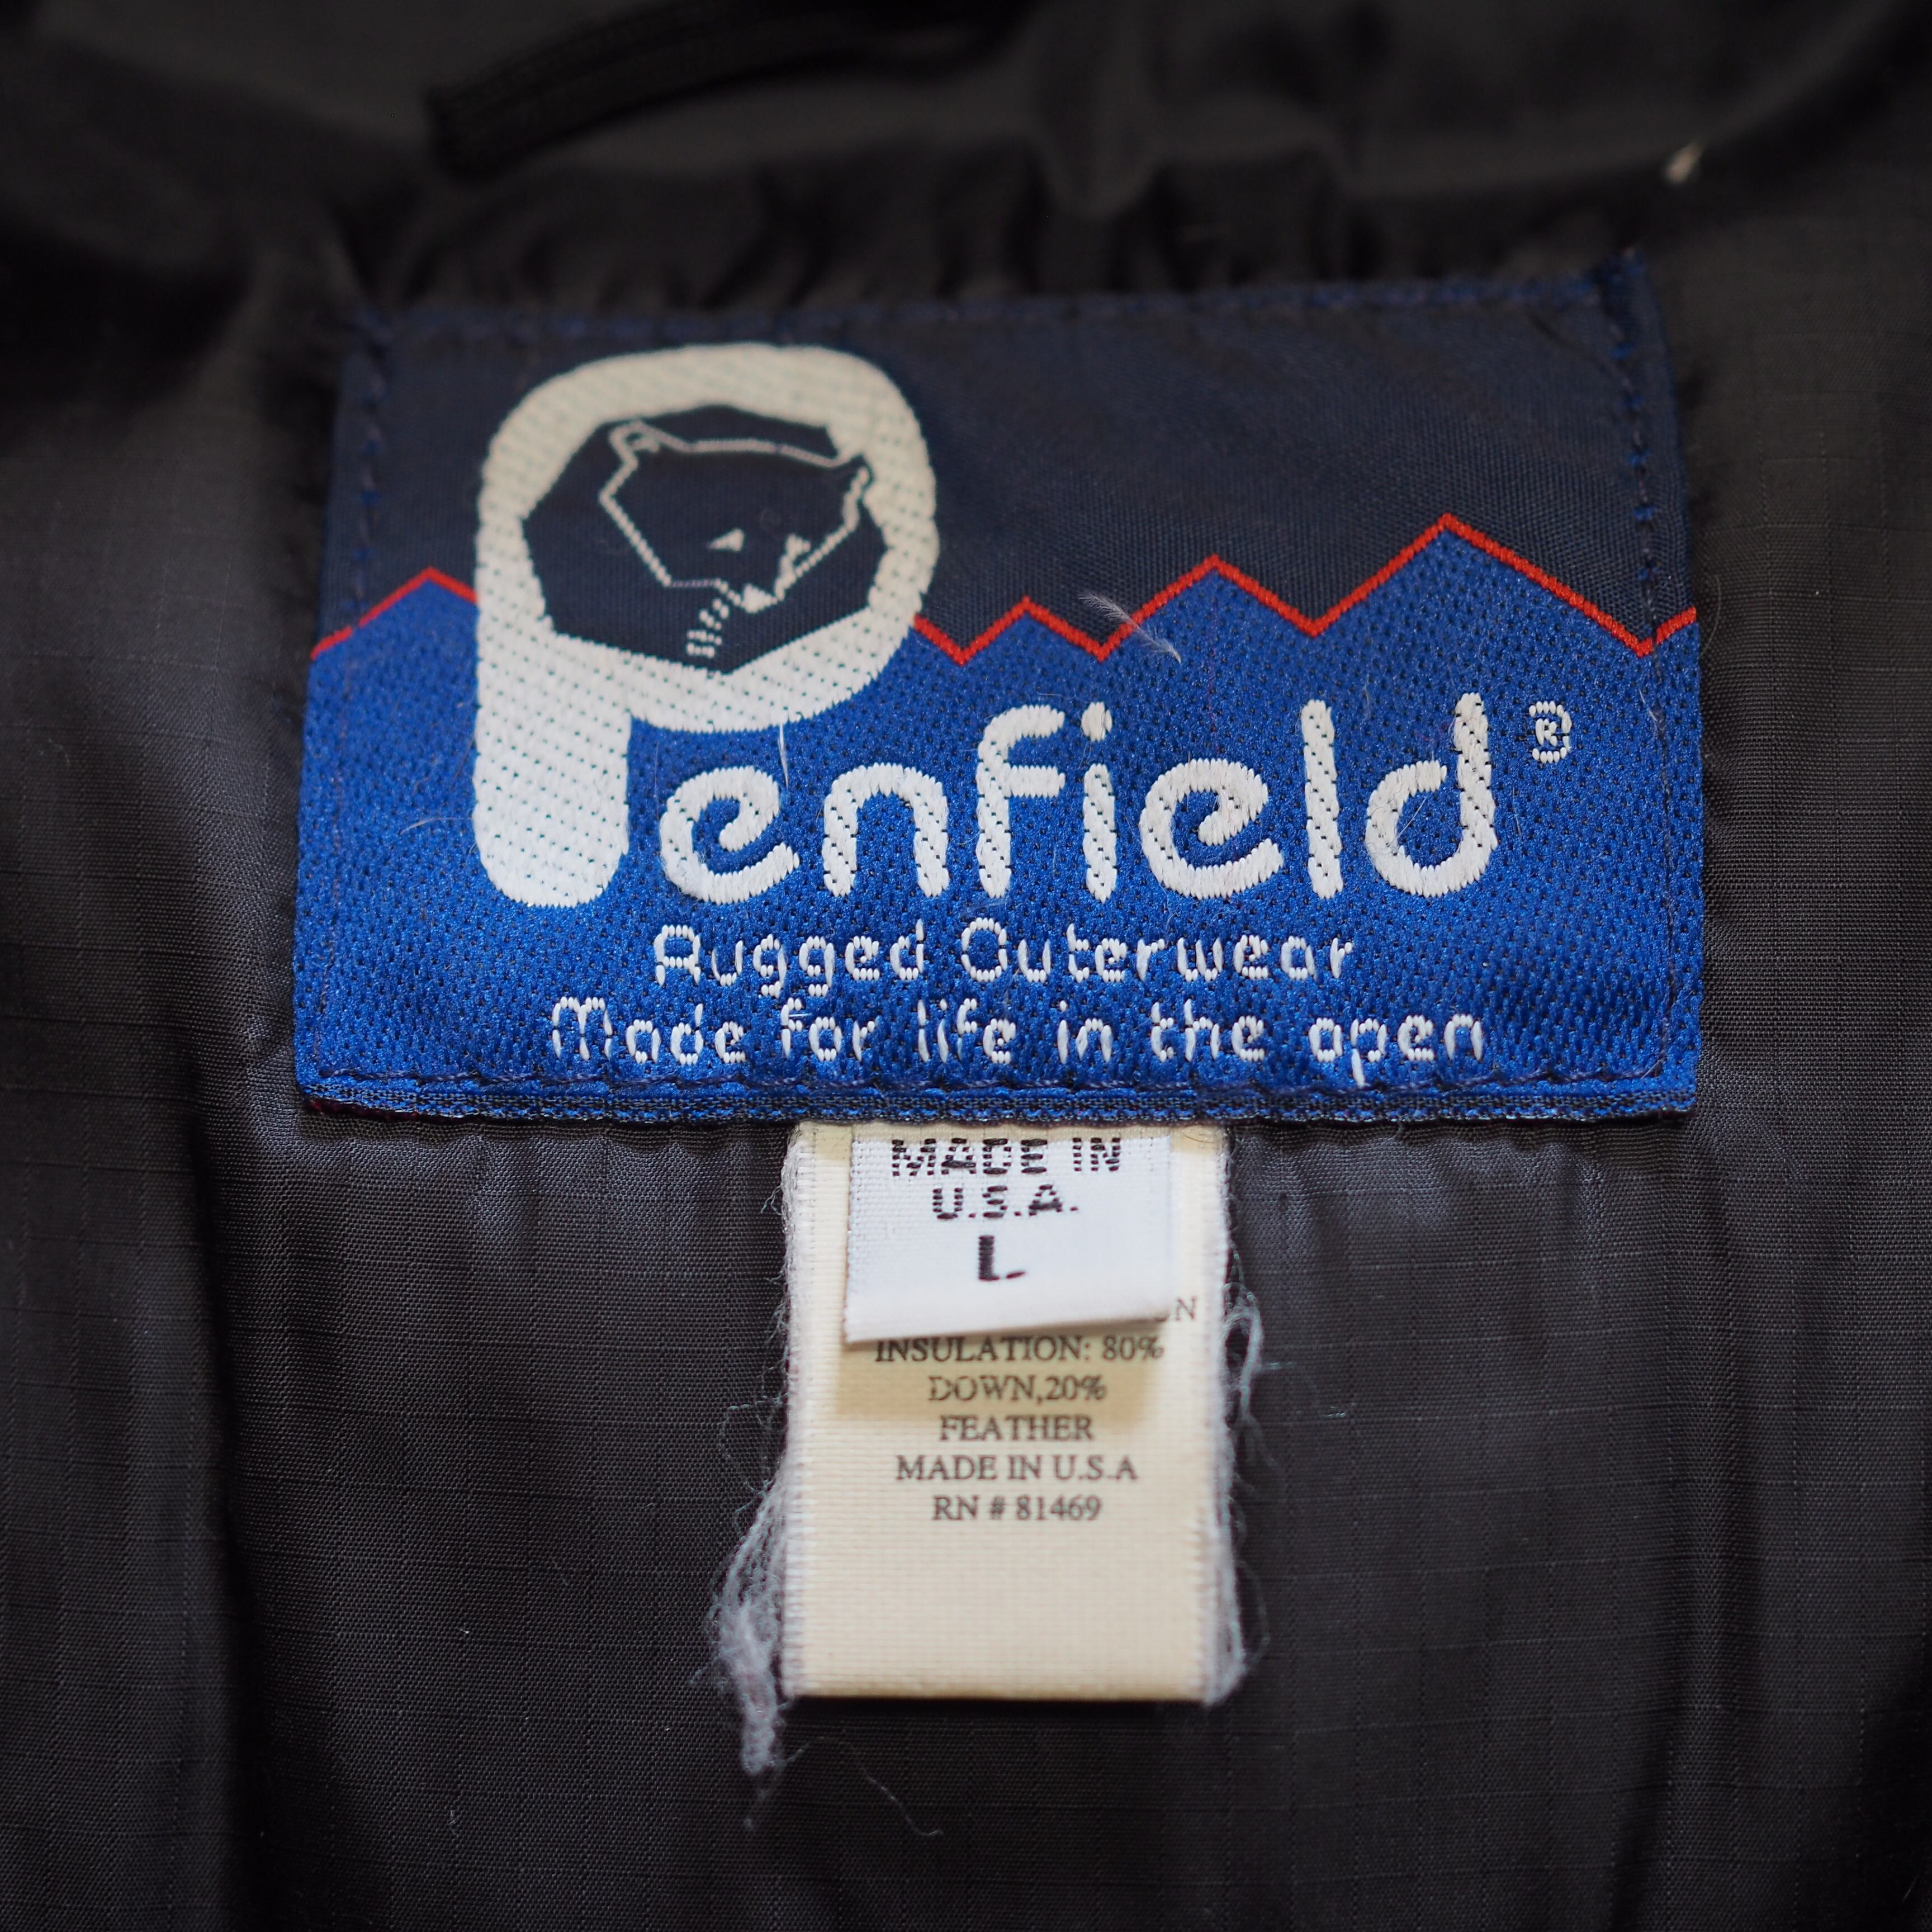 Penfield®
Rugged Outerwear
Made for life in the open
MADE IN
U.S.A.
L
INSULATION: 80%
DOWN,20%
FEATHER
MADE IN U.S.A
RN # 81469